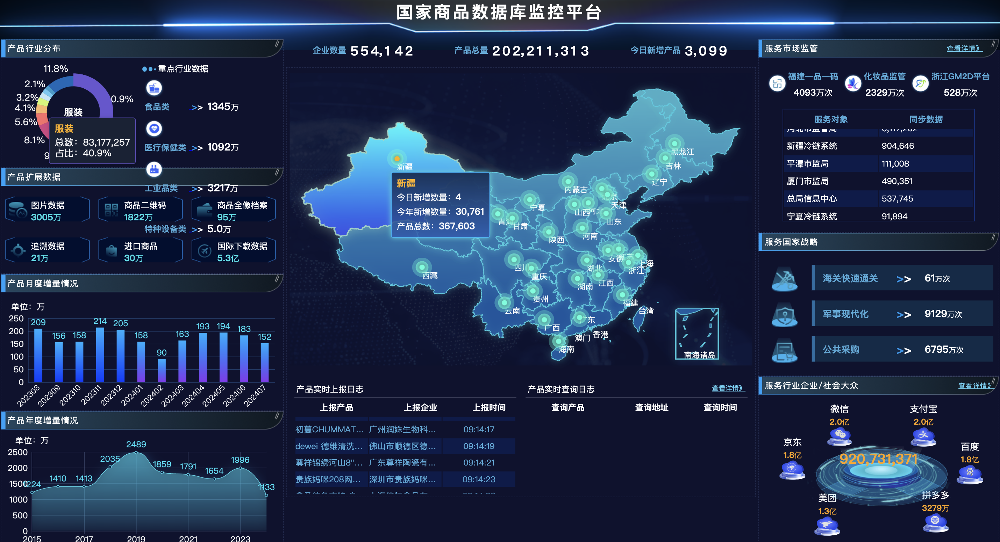 国家商品数据库监控平台
产品行业分布
11.8%
2.1%
3.2%
4.1%
5.6%
8.1%
9
0.9%
服装
服装
总数：83,177,257
占比：40.9%
重点行业数据
食品类 >> 1345万
医疗保健类 >> 1092万
工业品类 >> 3217万
特种设备类 >> 5.0万
产品扩展数据
图片数据
3005万
商品二维码
1822万
商品全像档案
95万
追溯数据
21万
进口商品
30万
国际下载数据
5.3亿
产品月度增量情况
单位：万
250
200
150
100
50
0
209
156
158
214
205
158
90
163
193
194
183
152
202308
202309
202310
202311
202312
202401
202402
202403
202404
202405
202406
202407
产品年度增量情况
单位：万
2500
2000
1500
1000
500
0
1224
1410
1413
2035
2489
1859
1791
1654
1996
1133
2015
2017
2019
2021
2023
企业数量 554,142
产品总量 202,211,313
今日新增产品 3,099
黑龙江
吉林
辽宁
新疆
新疆
今日新增数量：4
今年新增数量：30,761
产品总数：367,603
内蒙古
北京
天津
宁夏
山西
河北
青海
甘肃
山东
陕西
河南
安徽
江苏
上海
浙江
四川
重庆
湖北
西藏
湖南
江西
贵州
云南
福建
台湾
广西
广东
澳门
香港
海南
南海诸岛
产品实时上报日志
上报产品 上报企业 上报时间
初蔓CHUMMAT... 广州润姝生物科... 09:14:17
dewei 德维清洗... 佛山市顺德区德... 09:14:19
尊祥锦绣河山8"... 广东尊祥陶瓷有... 09:14:21
贵族妈咪208网... 深圳市贵族妈咪... 09:14:23
产品实时查询日志 查看详情》
查询产品 查询地址 查询时间
服务市场监管 查看详情》
福建一品一码
4093万次
化妆品监管
2329万次
浙江GM2D平台
528万次
服务对象 同步数据
河北市监管局 6,117,202
新疆冷链系统 904,646
平潭市监局 111,008
厦门市监局 490,351
总局信息中心 537,745
宁夏冷链系统 91,894
服务国家战略
海关快速通关 >> 61万次
军事现代化 >> 9129万次
公共采购 >> 6795万次
服务行业企业/社会大众 查看详情》
微信
2.0亿
支付宝
2.0亿
京东
1.8亿
百度
1.8亿
920,731,371
美团
1.3亿
拼多多
3279万